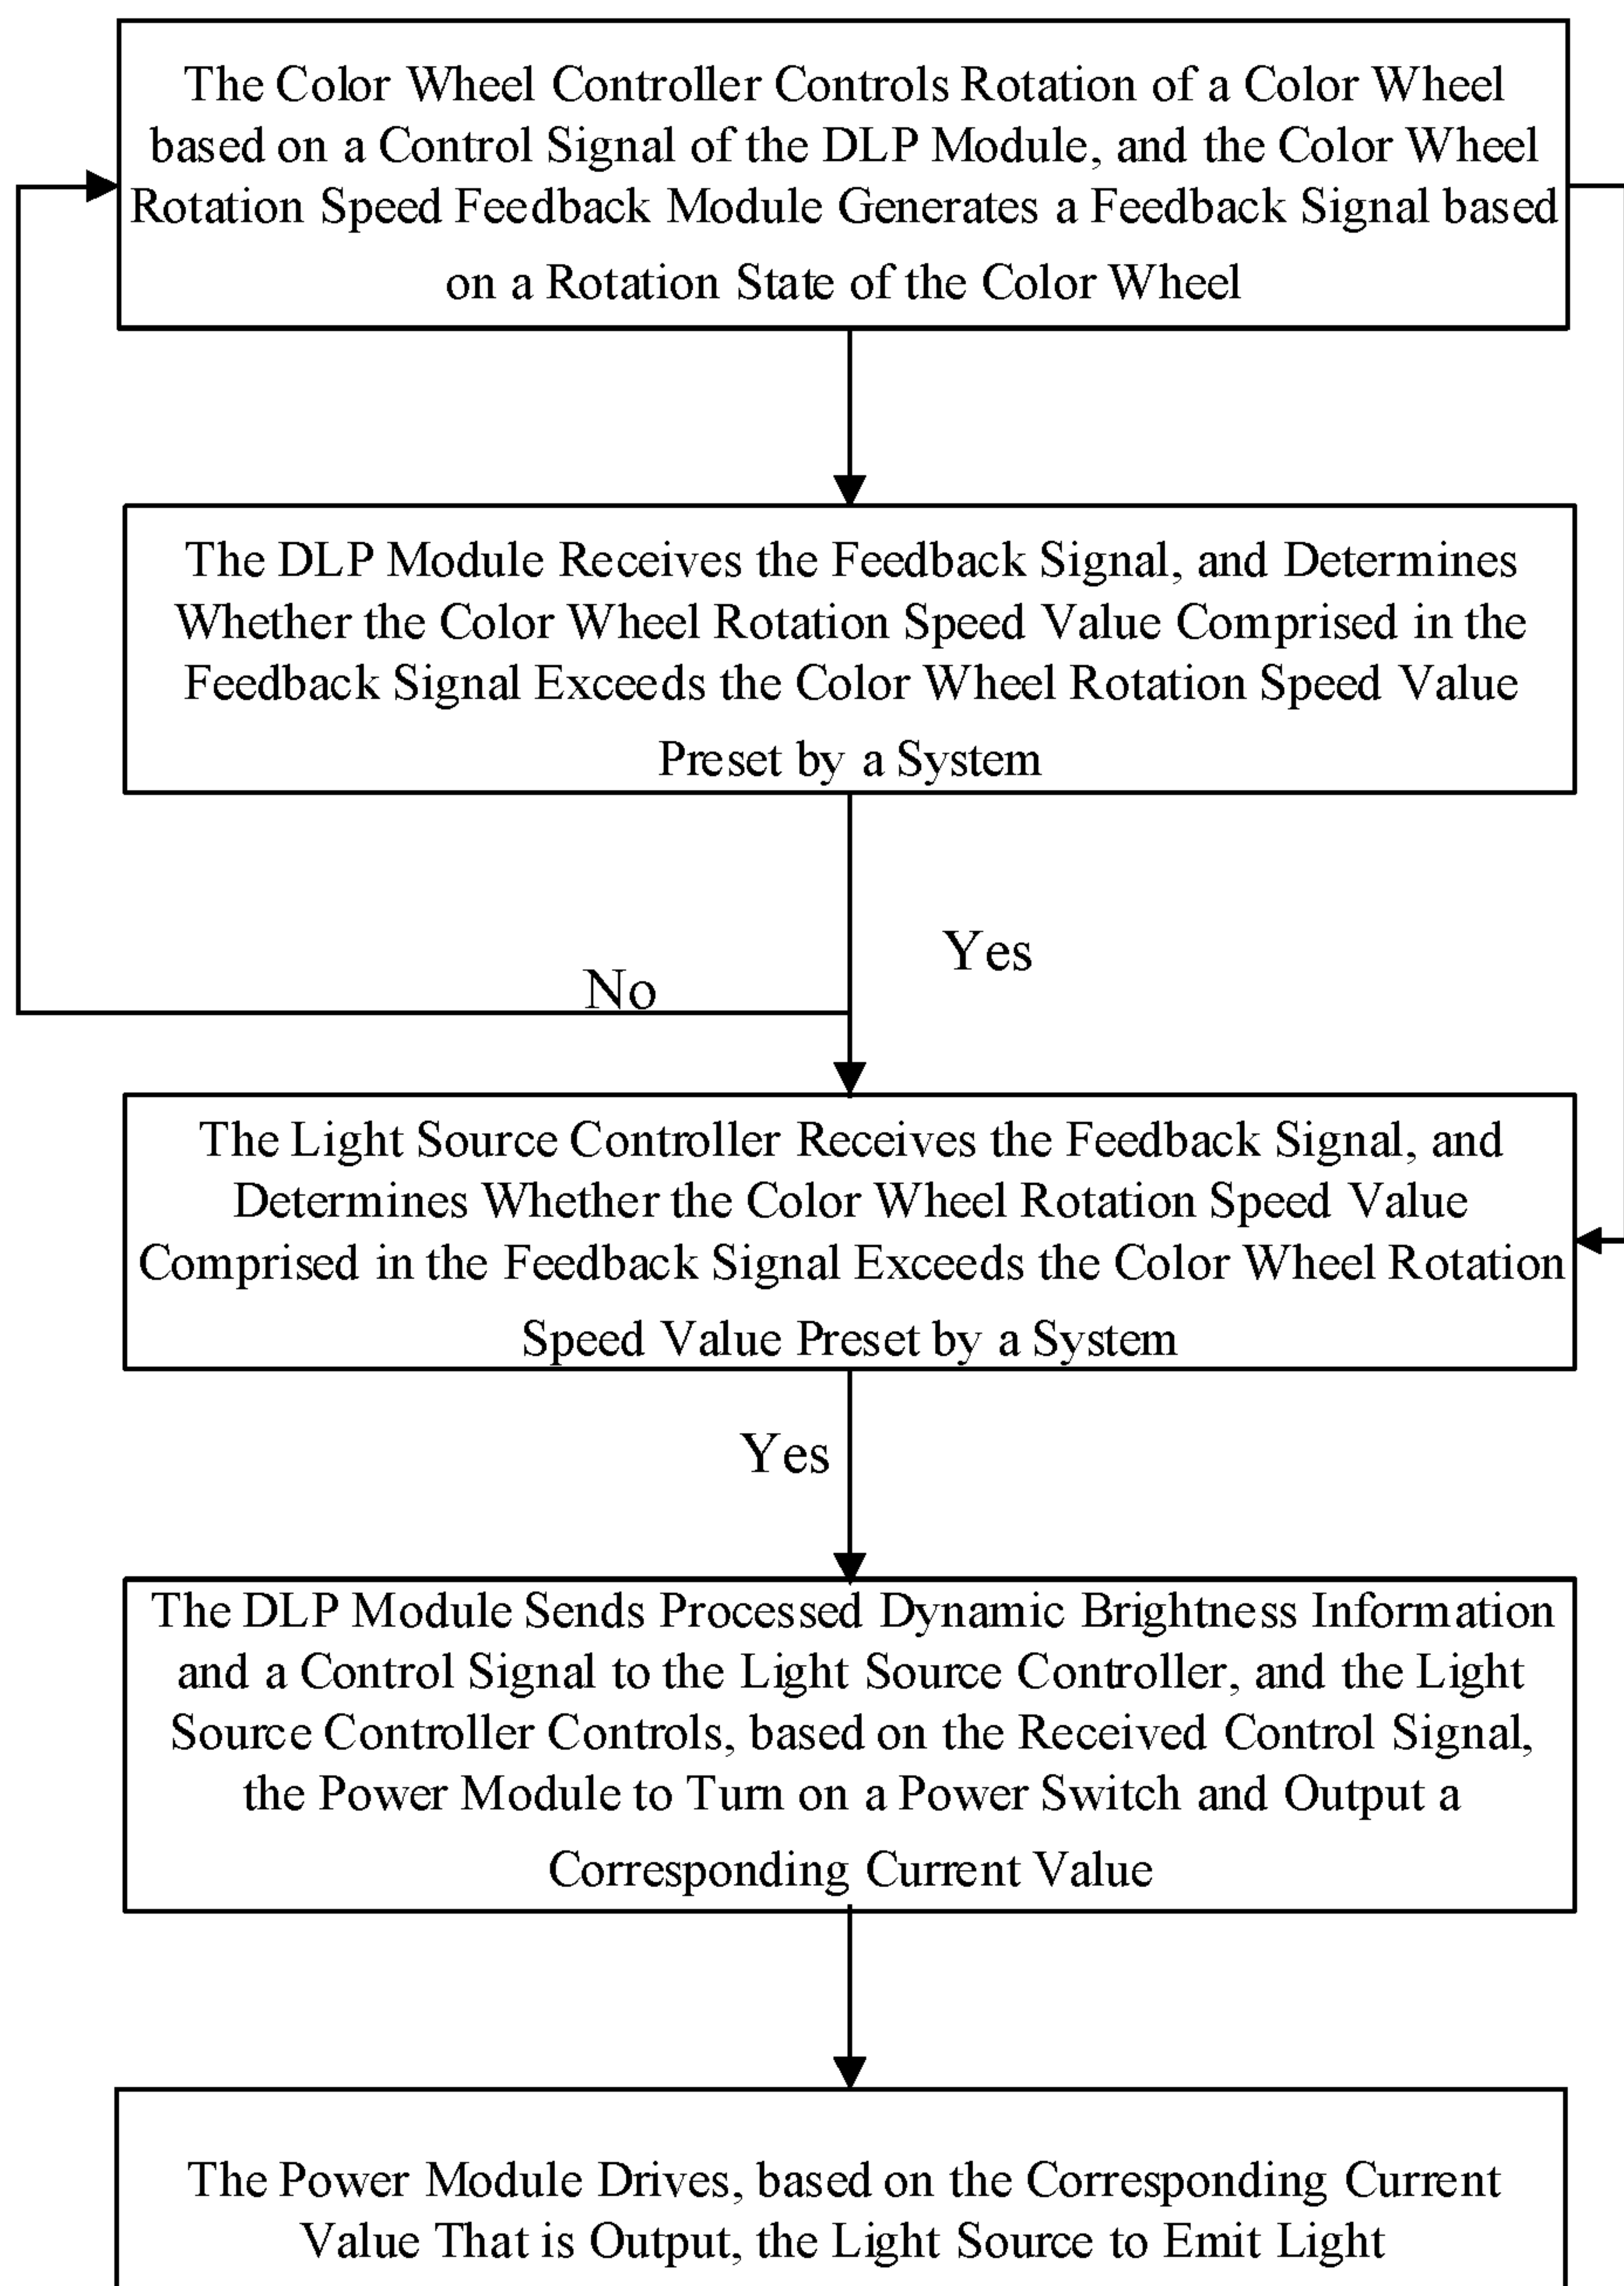 The Color Wheel Controller Controls Rotation of a Color Wheel
based on a Control Signal of the DLP Module, and the Color Wheel
Rotation Speed Feedback Module Generates a Feedback Signal based
on a Rotation State of the Color Wheel
The DLP Module Receives the Feedback Signal, and Determines
Whether the Color Wheel Rotation Speed Value Comprised in the
Feedback Signal Exceeds the Color Wheel Rotation Speed Value
Preset by a System
Yes
No
The Light Source Controller Receives the Feedback Signal, and
Determines Whether the Color Wheel Rotation Speed Value
Comprised in the Feedback Signal Exceeds the Color Wheel Rotation
Speed Value Preset by a System
Yes
The DLP Module Sends Processed Dynamic Brightness Information
and a Control Signal to the Light Source Controller, and the Light
Source Controller Controls, based on the Received Control Signal,
the Power Module to Turn on a Power Switch and Output a
Corresponding Current Value
The Power Module Drives, based on the Corresponding Current
Value That is Output, the Light Source to Emit Light